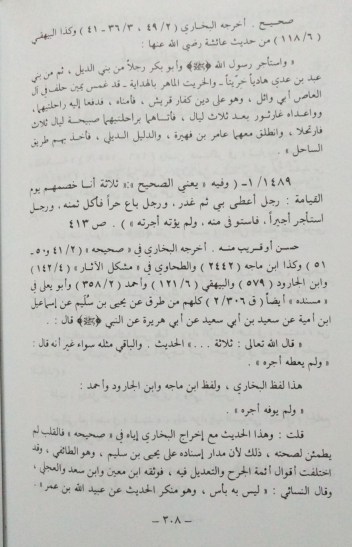 صحيح . أخرجه البخاري ( ٢ / ٤٩ ، ٣ / ٣٦ - ٤١ ) وكذا البيهقي
( ٦ / ١١٨ ) من حديث عائشة رضي الله عنها :
« واستأجر رسول الله ﷺ وأبو بكر رجلاً من بني الديل ، ثم من بني
عبد بن عدي هادياً خرّيتاً - والخريت الماهر بالهداية - قد غمس يمين حلف في آل
العاص أبي وائل ، وهو على دين كفار قريش ، فأمناه ، فدفعا إليه راحلتيهما ،
وواعداه غار ثور بعد ثلاث ليال ، فأتاهما براحلتيهما صبيحة ليال ثلاث
فارتحلا ، وانطلق معهما عامر بن فهيرة ، والدليل الديلي ، فأخذ بهم طريق
الساحل » .
١٤٨٩ / ١ - ( وفيه « يعني الصحيح » : « ثلاثة أنا خصمهم يوم
القيامة : رجل أعطى بي ثم غدر ، ورجل باع حراً فأكل ثمنه . ورجل
استأجر أجيراً ، فاستوفى منه . ولم يؤته أجرته » ) . ص ٤١٣
حسن أو قريب منه . أخرجه البخاري في « صحيحه » ( ٢ / ٤١ و ٥٠ -
٥١ ) وكذا ابن ماجه ( ٢٤٤٢ ) والطحاوي في « مشكل الآثار » ( ٤ / ١٤٢ )
وابن الجارود ( ٥٧٩ ) والبيهقي ( ٦ / ١٢١ ) وأحمد ( ٢ / ٣٥٨ ) وأبو يعلى في
« مسنده » أيضاً ( ق ٣٠٦ / ٢ ) كلهم من طرق عن يحيى بن سُليم عن إسماعيل
ابن أمية عن سعيد بن أبي سعيد عن أبي هريرة عن النبي ﷺ قال :
« قال الله تعالى : ثلاثة . . . » الحديث . والباقي مثله سواء غير أنه قال :
« ولم يعطه أجره » .
هذا لفظ البخاري ، ولفظ ابن ماجه وابن الجارود وأحمد :
« ولم يوفه أجره » .
قلت : وهذا الحديث مع إخراج البخاري إياه في « صحيحه » فالقلب لم
يطمئن لصحته ، ذلك لأن مدار إسناده على يحيى بن سليم ، وهو الطائفي ، وقد
اختلفت أقوال أئمة الجرح والتعديل فيه ، فوثقه ابن معين وابن سعد والعجلي ،
وقال النسائي : « ليس به بأس ، وهو منكر الحديث عن عبيد الله بن عمر » .
- ٣٠٨ -